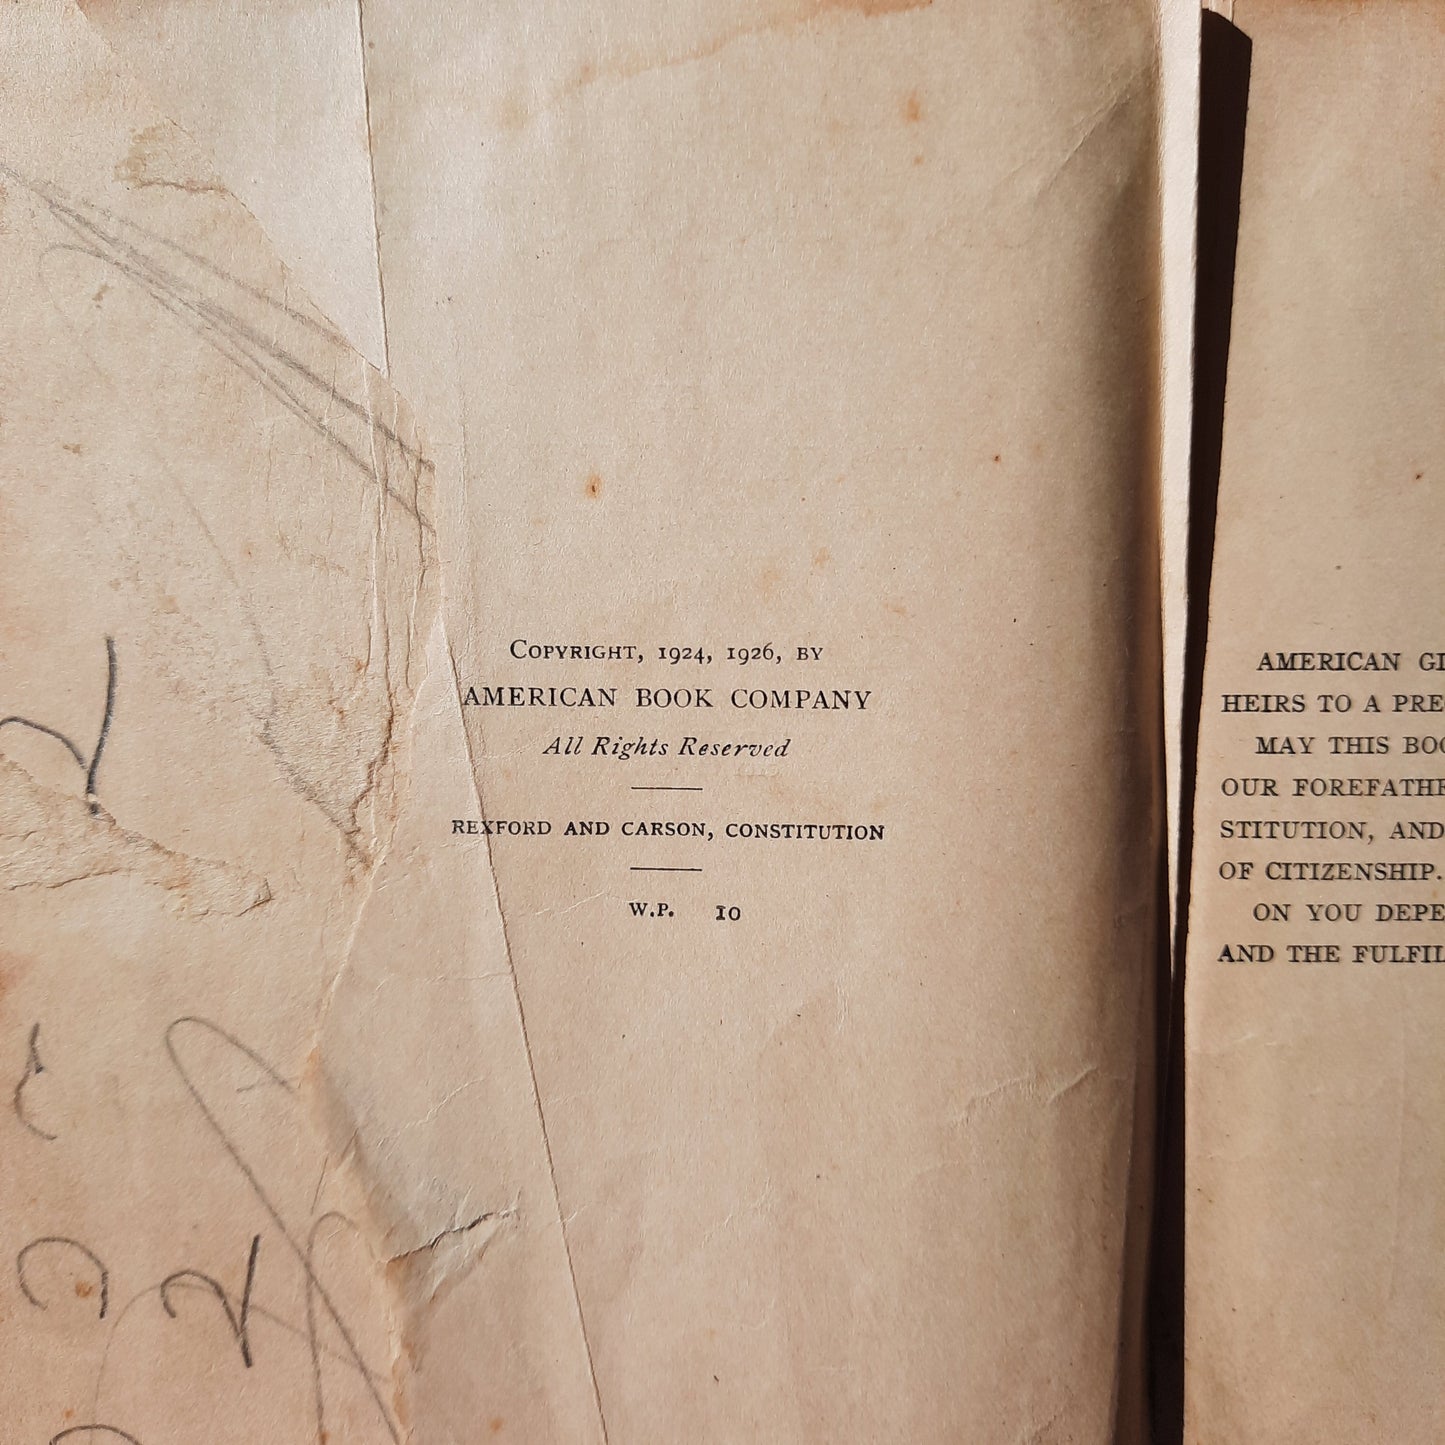 COPYRIGHT, 1924, 1926, BY
AMERICAN BOOK COMPANY
All Rights Reserved
REXFORD AND CARSON, CONSTITUTION
W.P. 10
AMERICAN
HEIRS TO A
MAY THIS
OUR
STITUTION, AND
OF CITIZENSHIP.
ON YOU
AND THE